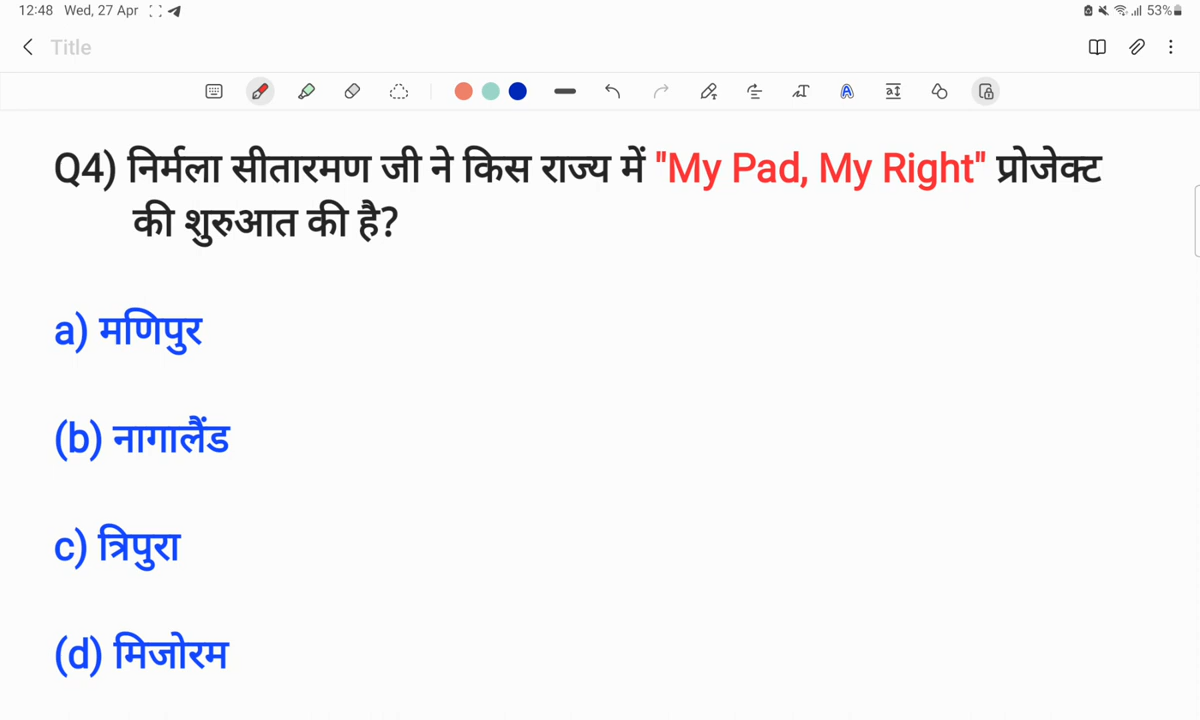 12:48 Wed, 27 Apr 53%
Title
Q4) निर्मला सीतारमण जी ने किस राज्य में "My Pad, My Right" प्रोजेक्ट
की शुरुआत की है?
a) मणिपुर
(b) नागालैंड
c) त्रिपुरा
(d) मिजोरम